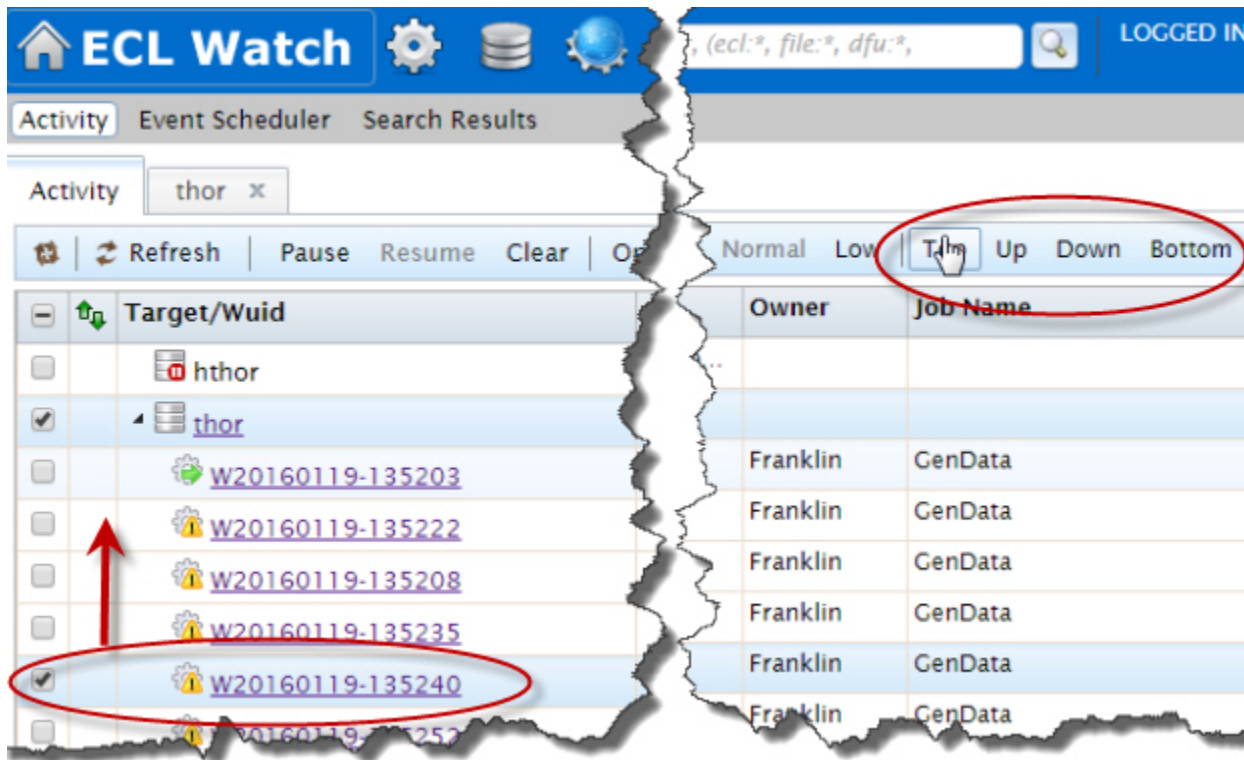 ECL Watch , (ecl:*, file:*, dfu:*, LOGGED IN
Activity Event Scheduler Search Results
Activity thor x
Refresh Pause Resume Clear Normal Low Up Down Bottom
Target/Wuid Owner Job Name
hthor ...
thor
W20160119-135203 Franklin GenData
W20160119-135222 Franklin GenData
W20160119-135208 Franklin GenData
W20160119-135235 Franklin GenData
W20160119-135240 Franklin GenData
Franklin GenData